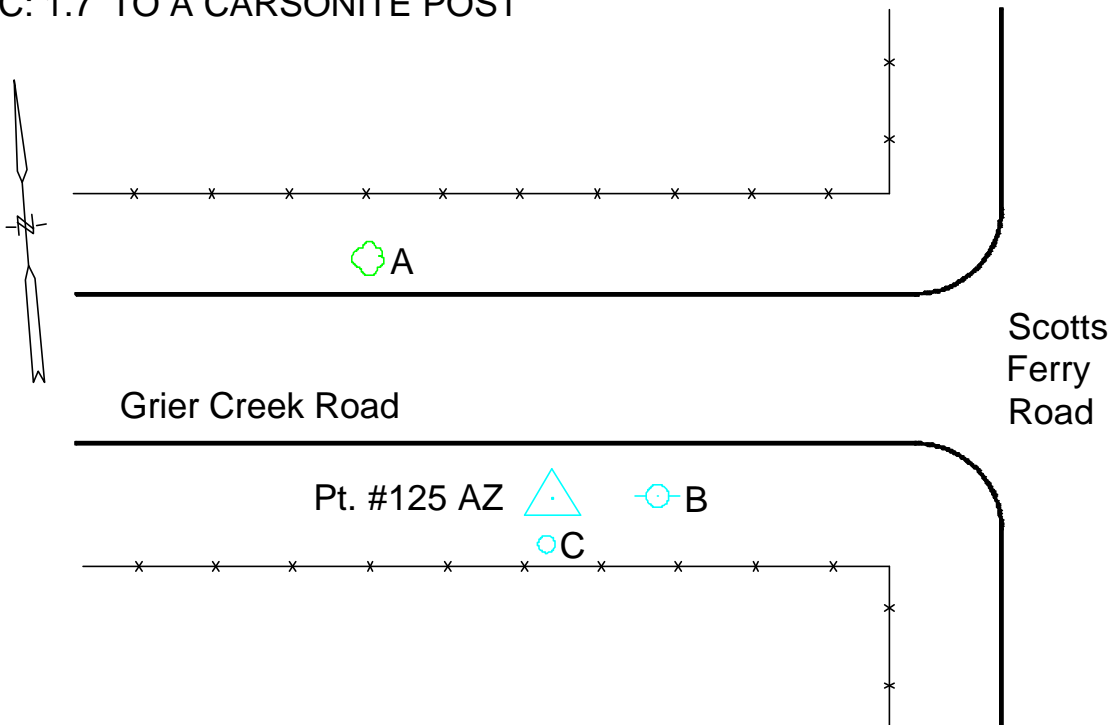 C: 1.7' TO A CARSONITE POST
N
A
Scotts
Ferry
Road
Grier Creek Road
Pt. #125 AZ
B
C